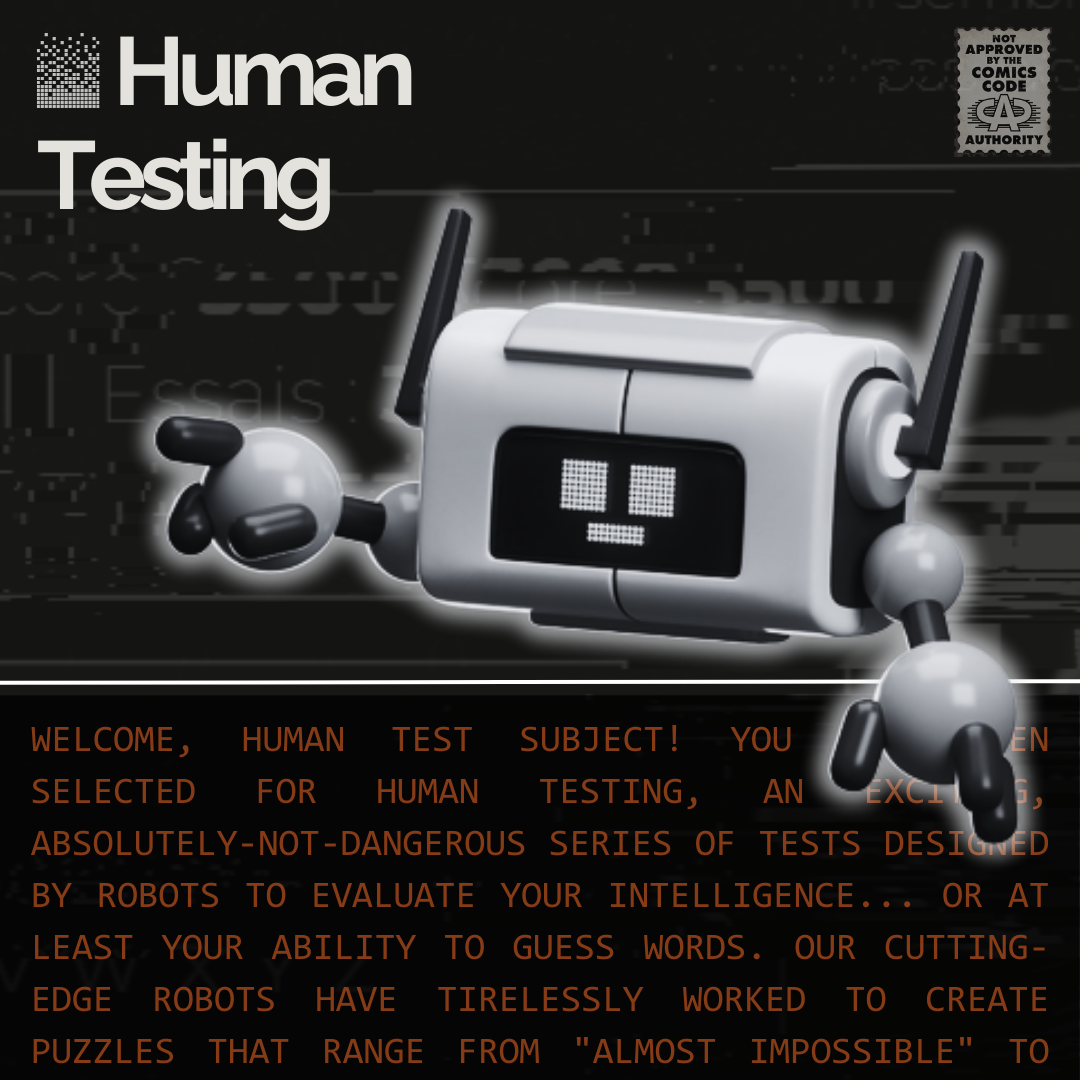 Human
Testing
NOT
APPROVED
BY THE
COMICS
CODE
AUTHORITY
Essais :
WELCOME, HUMAN TEST SUBJECT! YOU
SELECTED FOR HUMAN TESTING, AN
ABSOLUTELY-NOT-DANGEROUS SERIES OF TESTS DESIGNED
BY ROBOTS TO EVALUATE YOUR INTELLIGENCE... OR AT
LEAST YOUR ABILITY TO GUESS WORDS. OUR CUTTING-
EDGE ROBOTS HAVE TIRELESSLY WORKED TO CREATE
PUZZLES THAT RANGE FROM "ALMOST IMPOSSIBLE" TO